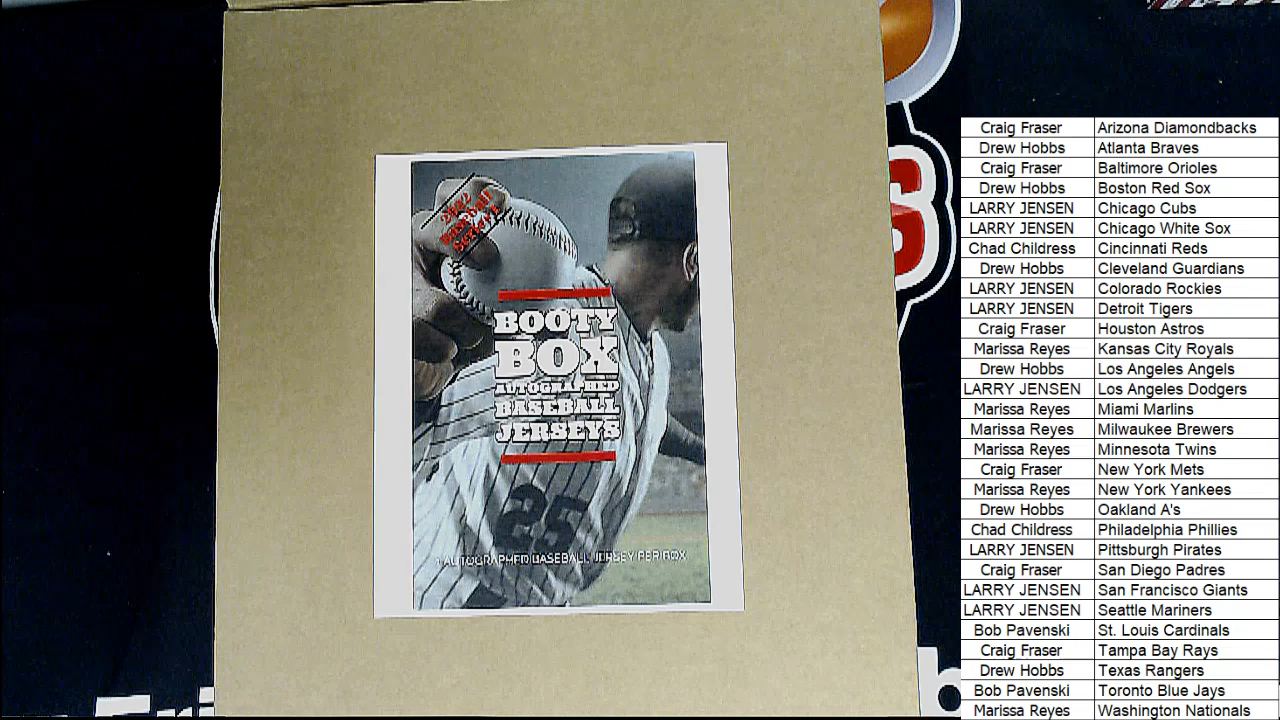 2022
Baseball
Series
BOOTY
BOX
AUTOGRAPHED
BASEBALL
JERSEYS
25
1 AUTOGRAPHED BASEBALL JERSEY PER BOX
Craig Fraser Arizona Diamondbacks
Drew Hobbs Atlanta Braves
Craig Fraser Baltimore Orioles
Drew Hobbs Boston Red Sox
LARRY JENSEN Chicago Cubs
LARRY JENSEN Chicago White Sox
Chad Childress Cincinnati Reds
Drew Hobbs Cleveland Guardians
LARRY JENSEN Colorado Rockies
LARRY JENSEN Detroit Tigers
Craig Fraser Houston Astros
Marissa Reyes Kansas City Royals
Drew Hobbs Los Angeles Angels
LARRY JENSEN Los Angeles Dodgers
Marissa Reyes Miami Marlins
Marissa Reyes Milwaukee Brewers
Marissa Reyes Minnesota Twins
Craig Fraser New York Mets
Marissa Reyes New York Yankees
Drew Hobbs Oakland A's
Chad Childress Philadelphia Phillies
LARRY JENSEN Pittsburgh Pirates
Craig Fraser San Diego Padres
LARRY JENSEN San Francisco Giants
LARRY JENSEN Seattle Mariners
Bob Pavenski St. Louis Cardinals
Craig Fraser Tampa Bay Rays
Drew Hobbs Texas Rangers
Bob Pavenski Toronto Blue Jays
Marissa Reyes Washington Nationals